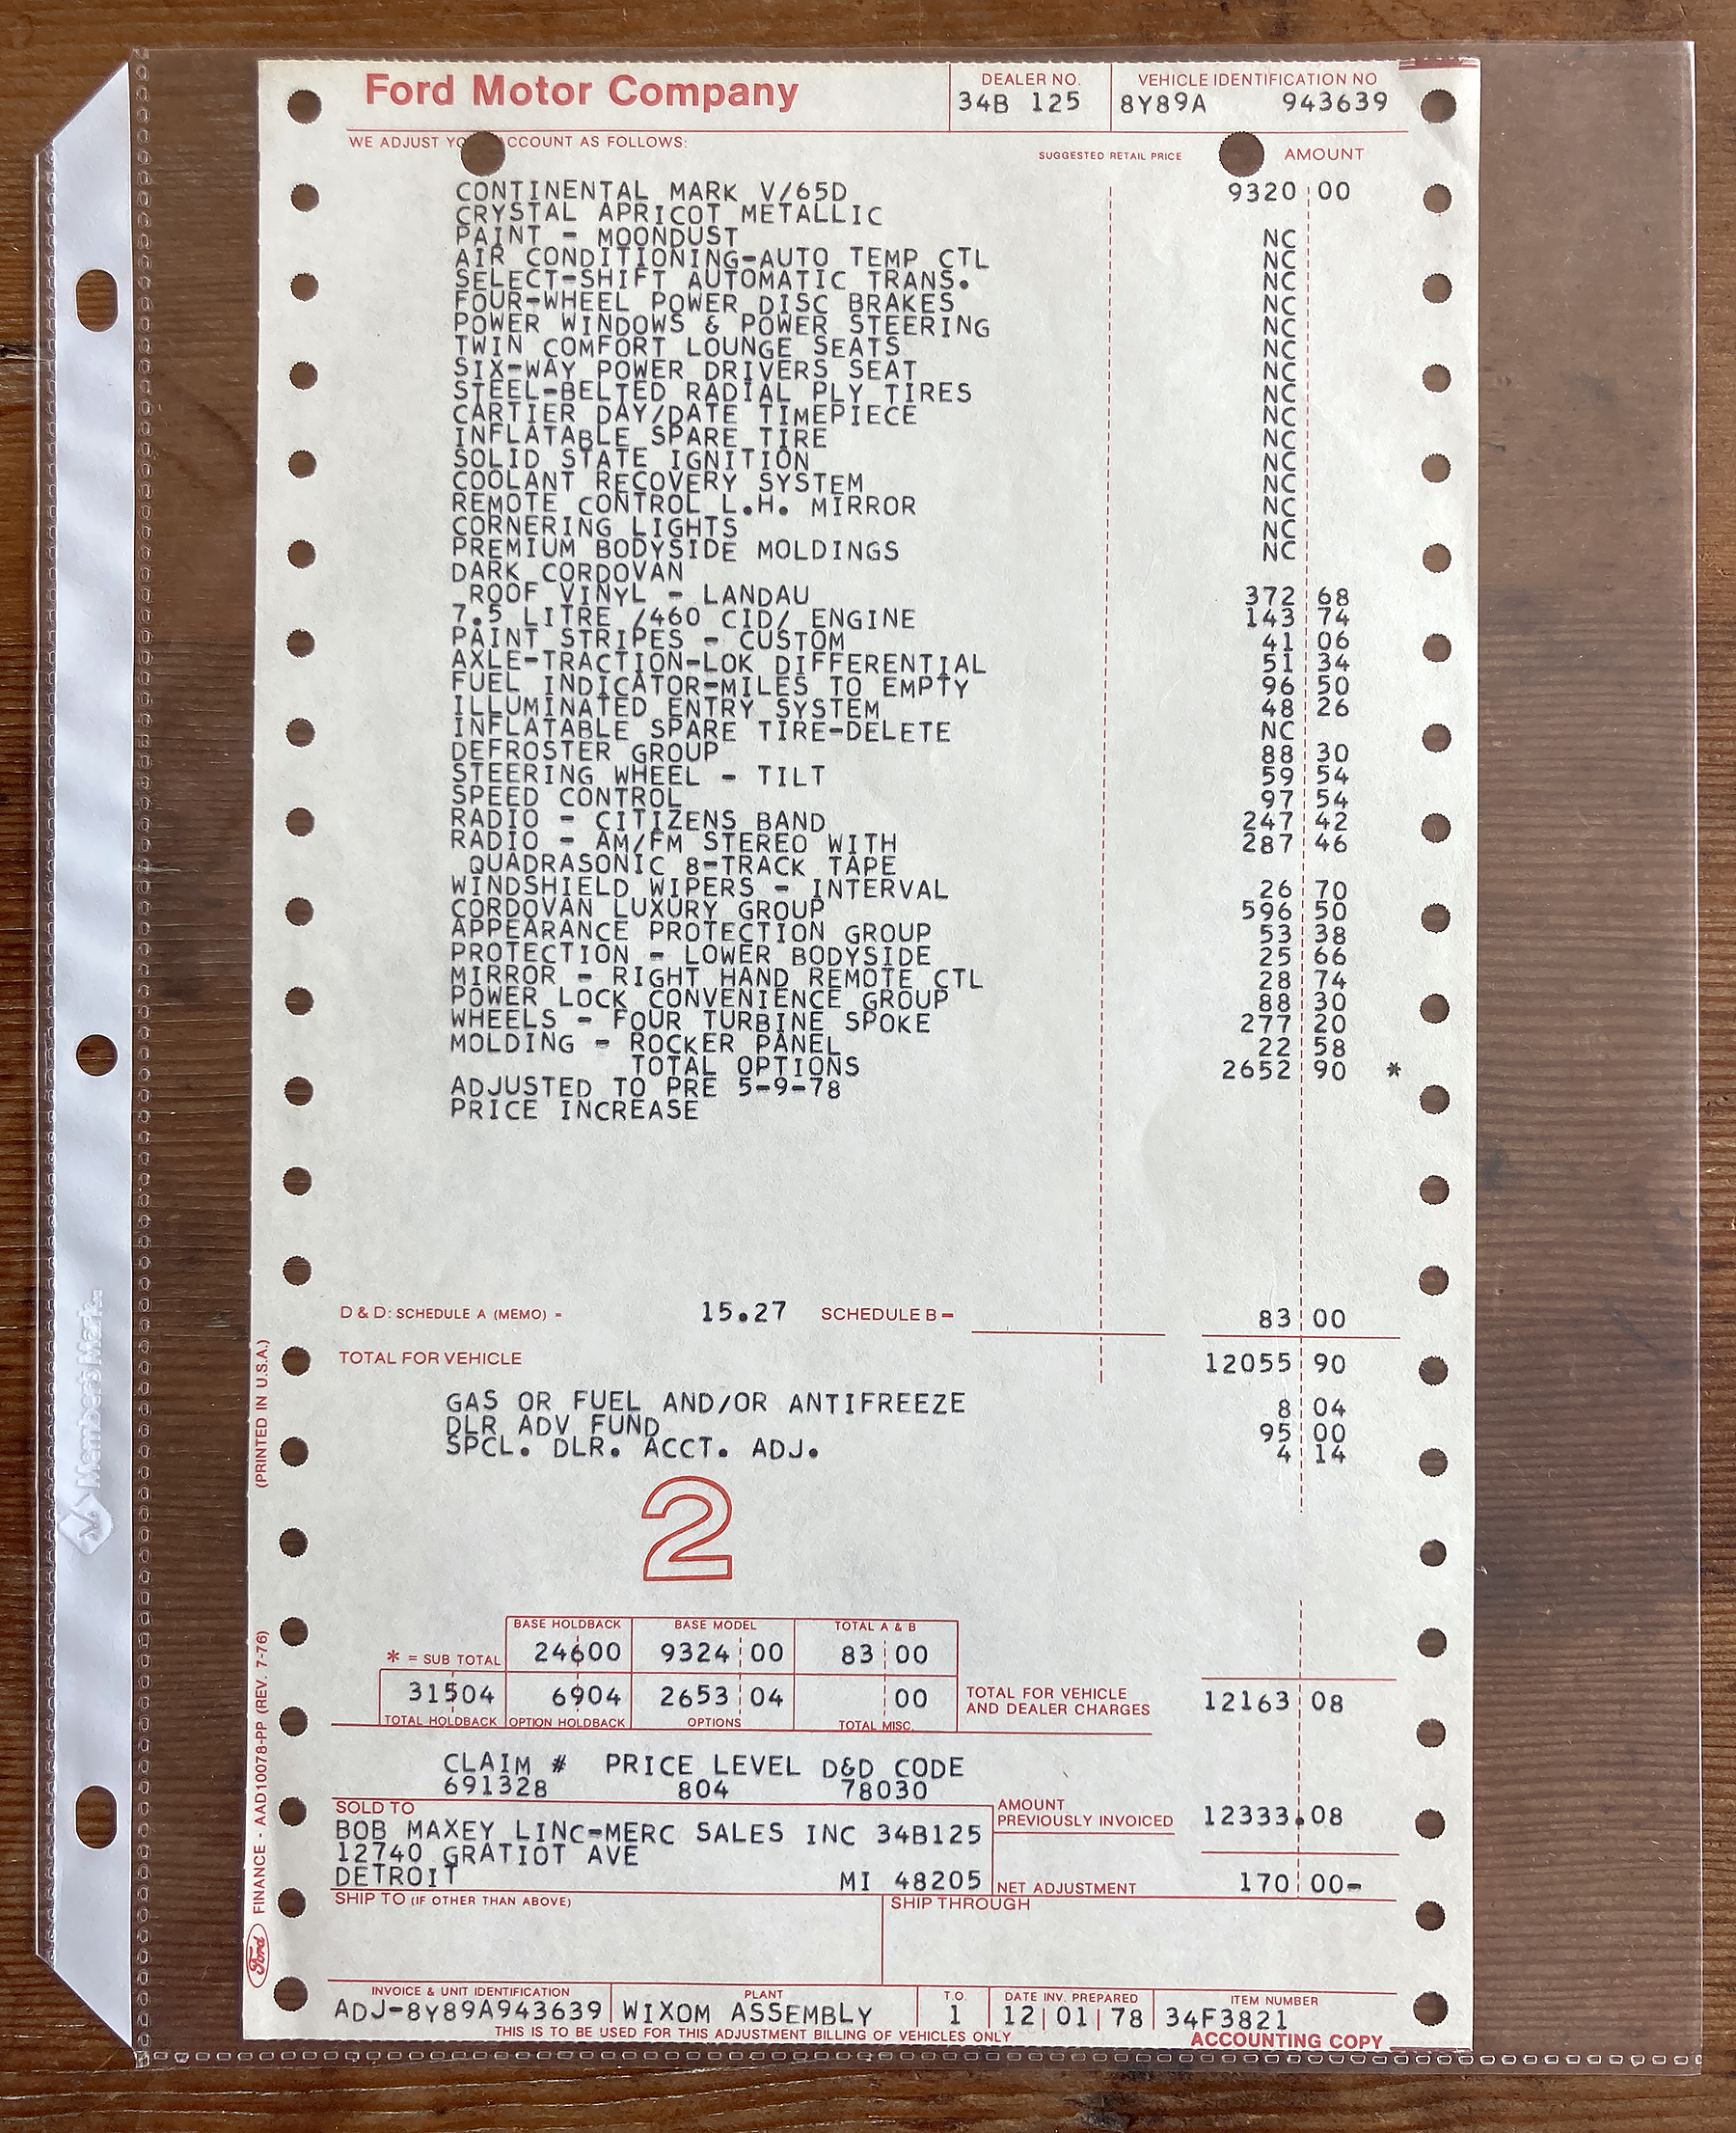 Ford Motor Company
DEALER NO.
34B 125
VEHICLE IDENTIFICATION NO
8Y89A 943639
WE ADJUST CCOUNT AS FOLLOWS:
SUGGESTED RETAIL PRICE
AMOUNT
CONTINENTAL MARK V/65D 9320 00
CRYSTAL APRICOT METALLIC
PAINT - MOONDUST NC
AIR CONDITIONING-AUTO TEMP CTL NC
SELECT-SHIFT AUTOMATIC TRANS. NC
FOUR-WHEEL POWER DISC BRAKES NC
POWER WINDOWS & POWER STEERING NC
TWIN COMFORT LOUNGE SEATS NC
SIX-WAY POWER DRIVERS SEAT NC
STEEL-BELTED RADIAL PLY TIRES NC
CARTIER DAY/DATE TIMEPIECE NC
INFLATABLE SPARE TIRE NC
SOLID STATE IGNITION NC
COOLANT RECOVERY SYSTEM NC
REMOTE CONTROL L.H. MIRROR NC
CORNERING LIGHTS NC
PREMIUM BODYSIDE MOLDINGS NC
DARK CORDOVAN
ROOF VINYL - LANDAU 372 68
7.5 LITRE /460 CID/ ENGINE 143 74
PAINT STRIPES - CUSTOM 41 06
AXLE-TRACTION-LOK DIFFERENTIAL 51 34
FUEL INDICATOR-MILES TO EMPTY 96 50
ILLUMINATED ENTRY SYSTEM 48 26
INFLATABLE SPARE TIRE-DELETE NC
DEFROSTER GROUP 88 30
STEERING WHEEL - TILT 59 54
SPEED CONTROL 97 54
RADIO - CITIZENS BAND 247 42
RADIO - AM/FM STEREO WITH 287 46
QUADRASONIC 8-TRACK TAPE
WINDSHIELD WIPERS - INTERVAL 26 70
CORDOVAN LUXURY GROUP 596 50
APPEARANCE PROTECTION GROUP 53 38
PROTECTION - LOWER BODYSIDE 25 66
MIRROR - RIGHT HAND REMOTE CTL 28 74
POWER LOCK CONVENIENCE GROUP 88 30
WHEELS - FOUR TURBINE SPOKE 277 20
MOLDING - ROCKER PANEL 22 58
TOTAL OPTIONS 2652 90 *
ADJUSTED TO PRE 5-9-78
PRICE INCREASE
D & D: SCHEDULE A (MEMO) = 15.27 SCHEDULE B= 83 00
TOTAL FOR VEHICLE 12055 90
GAS OR FUEL AND/OR ANTIFREEZE 8 04
DLR ADV FUND 95 00
SPCL. DLR. ACCT. ADJ. 4 14
2
BASE HOLDBACK BASE MODEL TOTAL A & B
* = SUB TOTAL 24600 9324 00 83 00
31504 6904 2653 04 00
TOTAL HOLDBACK OPTION HOLDBACK OPTIONS TOTAL MISC.
TOTAL FOR VEHICLE
AND DEALER CHARGES 12163 08
CLAIM # PRICE LEVEL D&D CODE
691328 804 78030
SOLD TO
BOB MAXEY LINC-MERC SALES INC 34B125
12740 GRATIOT AVE
DETROIT MI 48205
AMOUNT
PREVIOUSLY INVOICED 12333.08
NET ADJUSTMENT 170 00-
SHIP TO (IF OTHER THAN ABOVE)
SHIP THROUGH
INVOICE & UNIT IDENTIFICATION PLANT T.O. DATE INV. PREPARED ITEM NUMBER
ADJ-8Y89A943639 WIXOM ASSEMBLY 1 12 01 78 34F3821
THIS IS TO BE USED FOR THIS ADJUSTMENT BILLING OF VEHICLES ONLY
ACCOUNTING COPY
Ford
FINANCE - AAD10078-PP (REV. 7-76)
(PRINTED IN U.S.A.)
Member's Mark